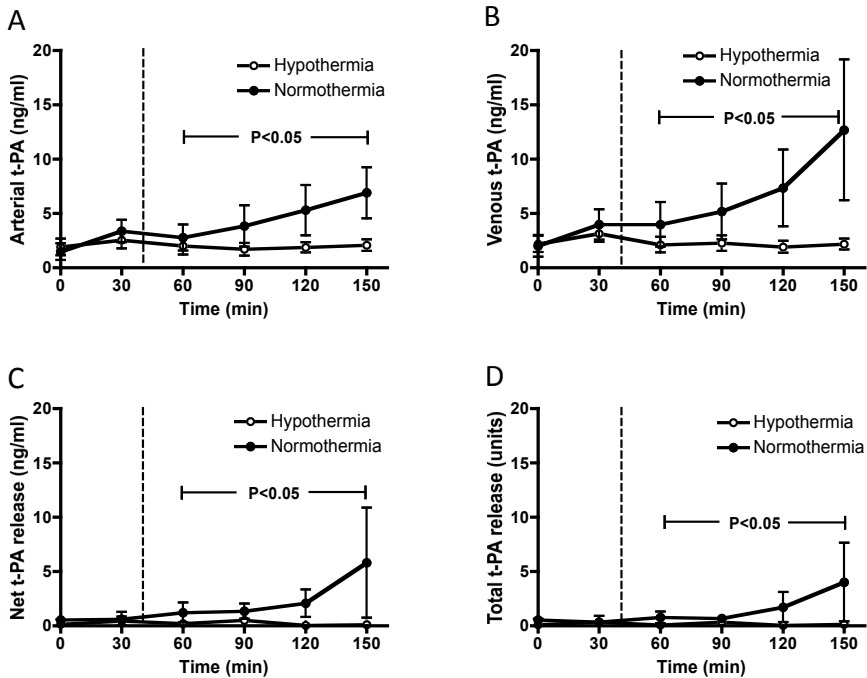 A
Arterial t-PA (ng/ml)
20
15
10
5
0
Hypothermia
Normothermia
P<0.05
0 30 60 90 120 150
Time (min)
B
Venous t-PA (ng/ml)
20
15
10
5
0
Hypothermia
Normothermia
P<0.05
0 30 60 90 120 150
Time (min)
C
Net t-PA release (ng/ml)
20
15
10
5
0
Hypothermia
Normothermia
P<0.05
0 30 60 90 120 150
Time (min)
D
Total t-PA release (units)
20
15
10
5
0
Hypothermia
Normothermia
P<0.05
0 30 60 90 120 150
Time (min)